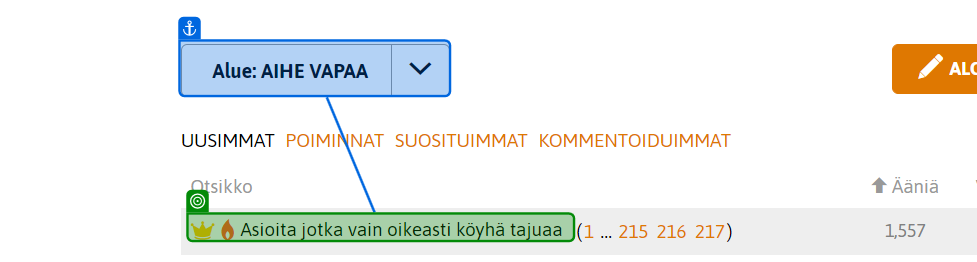 Alue: AIHE VAPAA
ALO
UUSIMMAT POIMINNAT SUOSITUIMMAT KOMMENTOIDUIMMAT
Otsikko Ääniä
Asioita jotka vain oikeasti köyhä tajuaa (1 ... 215 216 217) 1,557